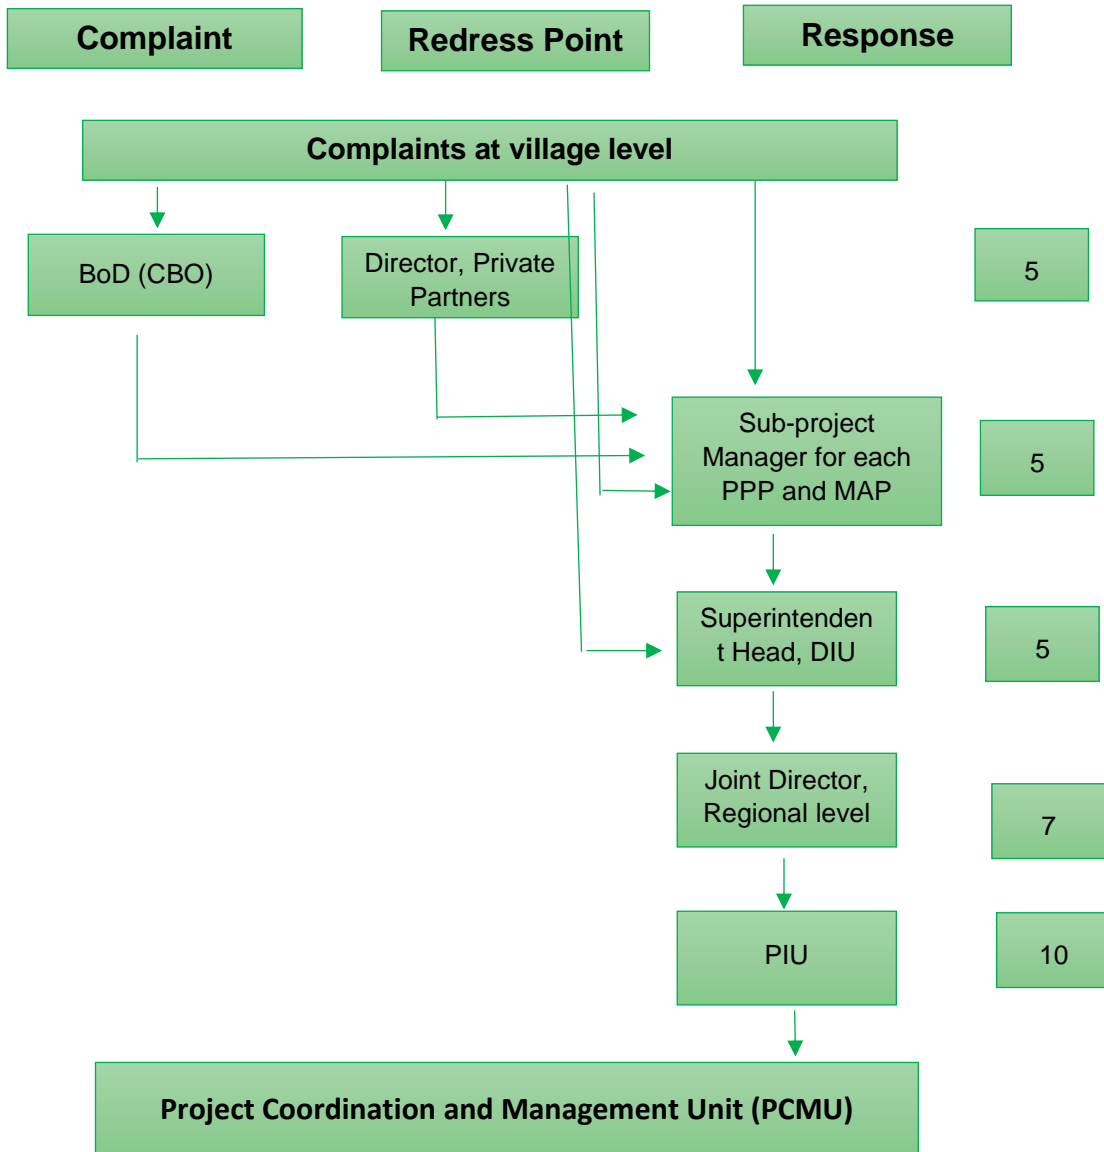 Complaint
Redress Point
Response
Complaints at village level
BoD (CBO)
Director, Private
Partners
5
Sub-project
Manager for each
PPP and MAP
5
Superintenden
t Head, DIU
5
Joint Director,
Regional level
7
PIU
10
Project Coordination and Management Unit (PCMU)